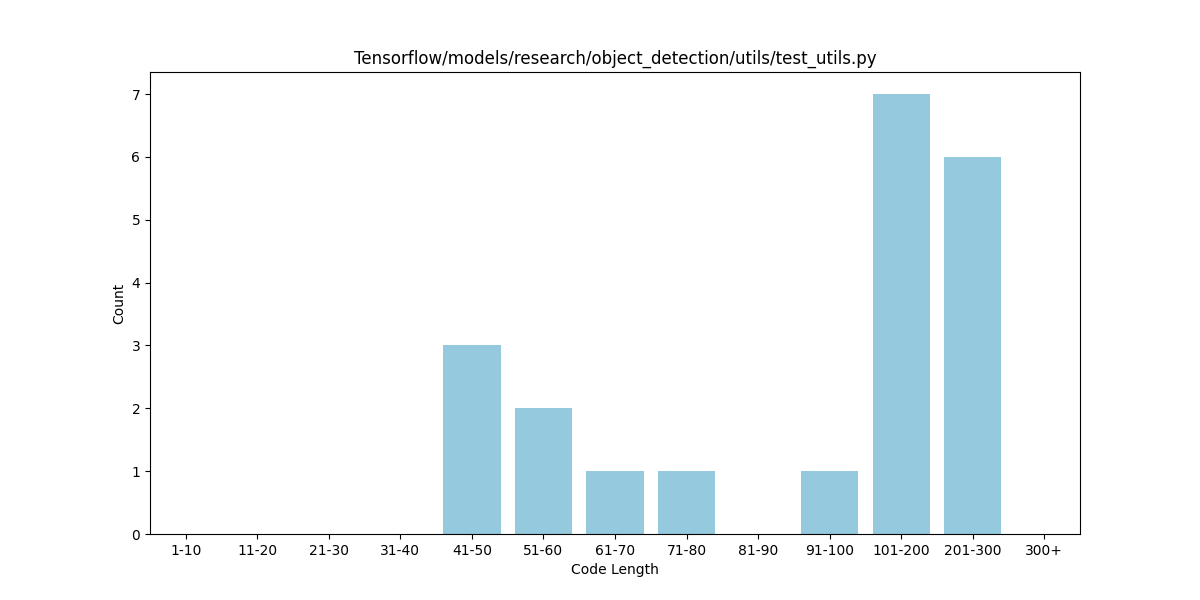 Tensorflow/models/research/object_detection/utils/test_utils.py
7
6
5
4
3
2
1
0
Count
1-10 11-20 21-30 31-40 41-50 51-60 61-70 71-80 81-90 91-100 101-200 201-300 300+
Code Length